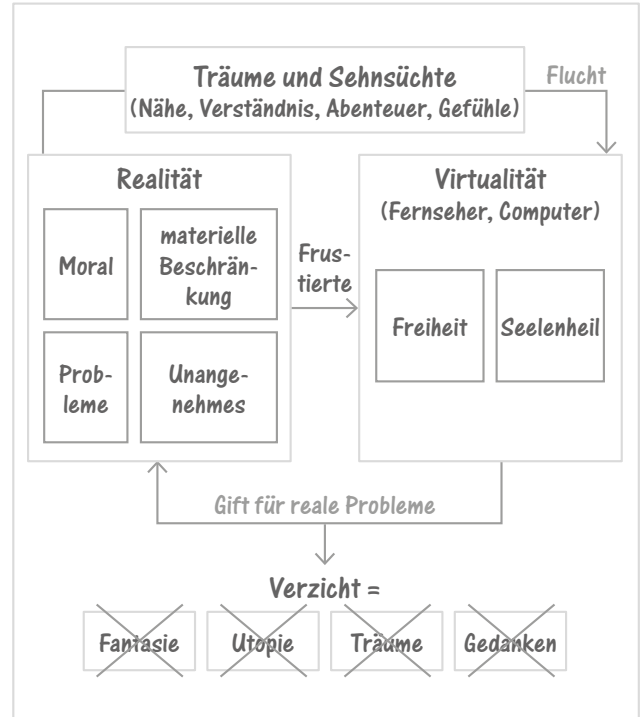 Träume und Sehnsüchte
(Nähe, Verständnis, Abenteuer, Gefühle)
Flucht
Realität
Moral
materielle
Beschrän-
kung
Prob-
leme
Unange-
nehmes
Frus-
tierte
Virtualität
(Fernseher, Computer)
Freiheit
Seelenheil
Gift für reale Probleme
Verzicht =
Fantasie
Utopie
Träume
Gedanken